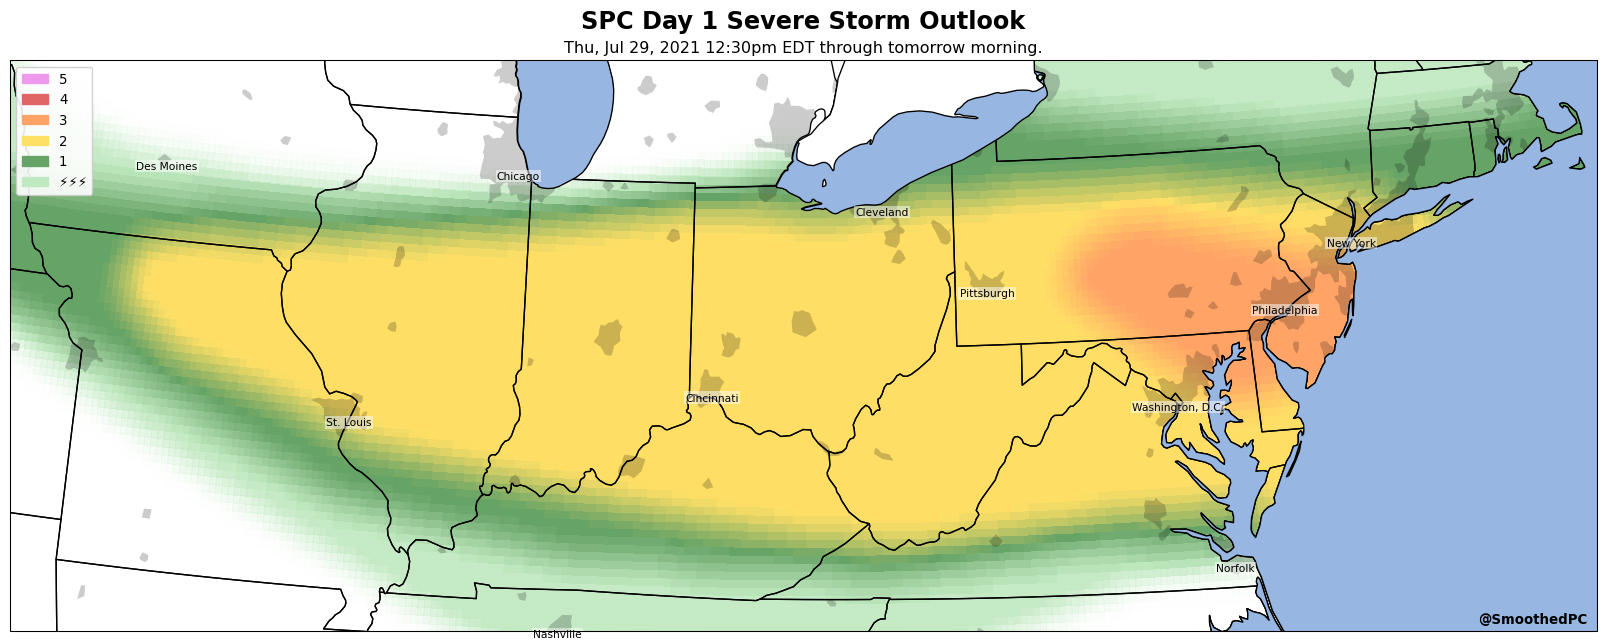 SPC Day 1 Severe Storm Outlook
Thu, Jul 29, 2021 12:30pm EDT through tomorrow morning.
5
4
3
2
1
⚡⚡⚡
Des Moines
Chicago
Cleveland
New York
Pittsburgh
Philadelphia
Cincinnati
Washington, D.C.
St. Louis
Norfolk
Nashville
@SmoothedPC